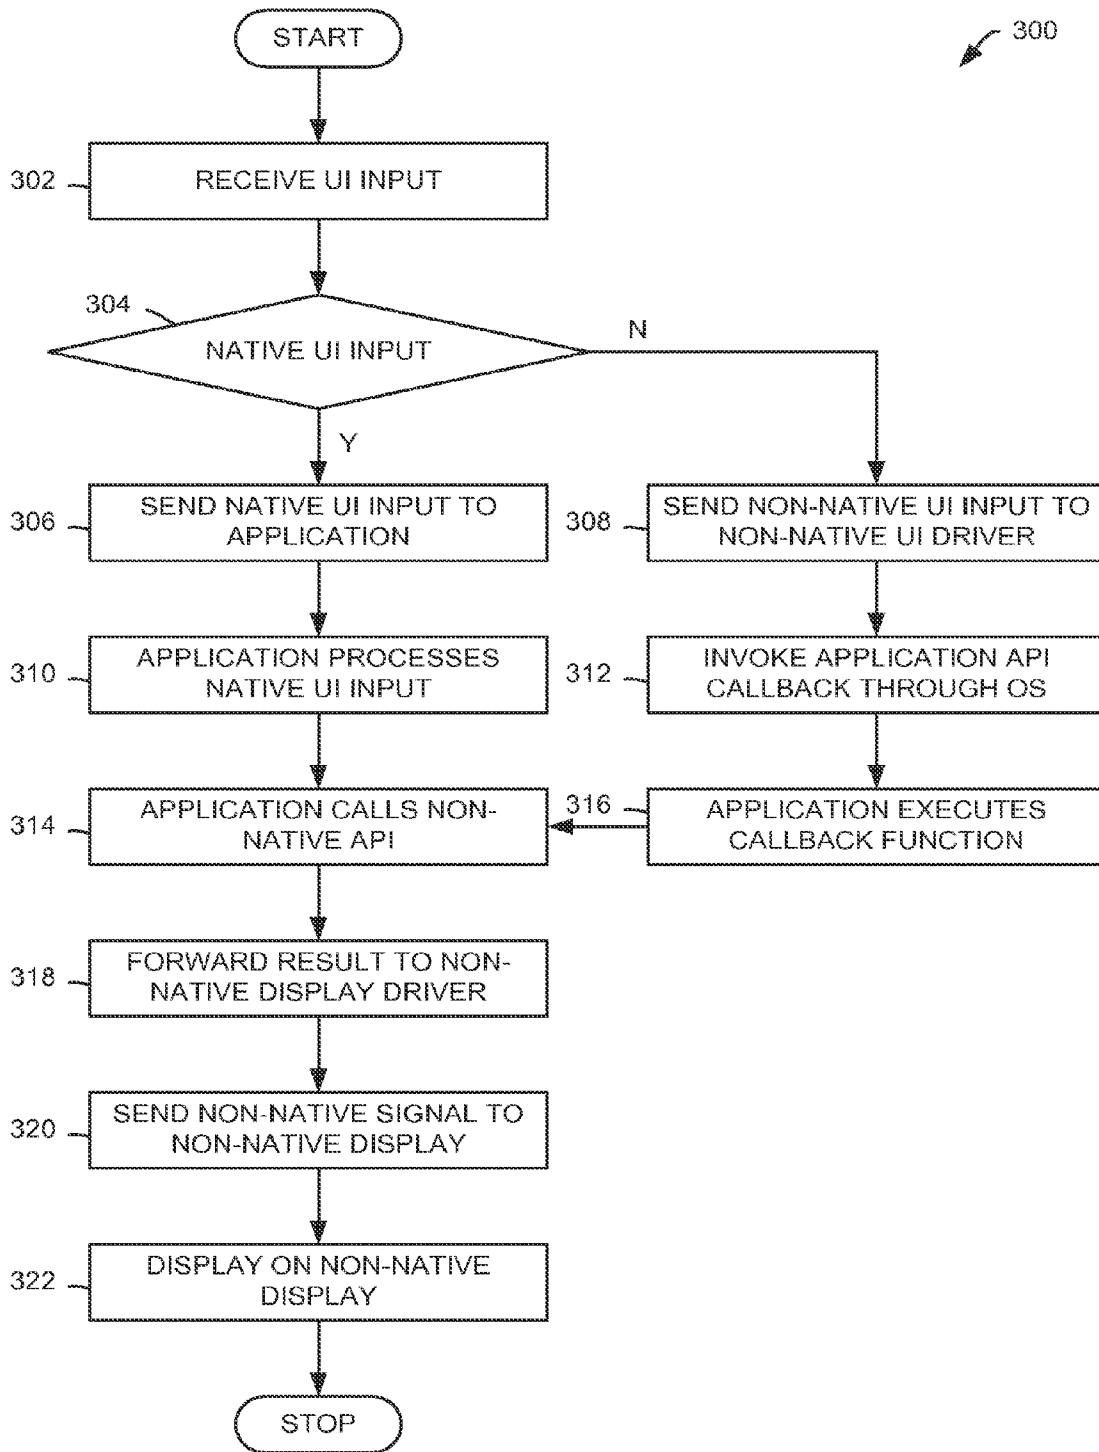 START
300
302
RECEIVE UI INPUT
304
NATIVE UI INPUT
N
Y
306
SEND NATIVE UI INPUT TO
APPLICATION
308
SEND NON-NATIVE UI INPUT TO
NON-NATIVE UI DRIVER
310
APPLICATION PROCESSES
NATIVE UI INPUT
312
INVOKE APPLICATION API
CALLBACK THROUGH OS
314
APPLICATION CALLS NON-
NATIVE API
316
APPLICATION EXECUTES
CALLBACK FUNCTION
318
FORWARD RESULT TO NON-
NATIVE DISPLAY DRIVER
320
SEND NON-NATIVE SIGNAL TO
NON-NATIVE DISPLAY
322
DISPLAY ON NON-NATIVE
DISPLAY
STOP